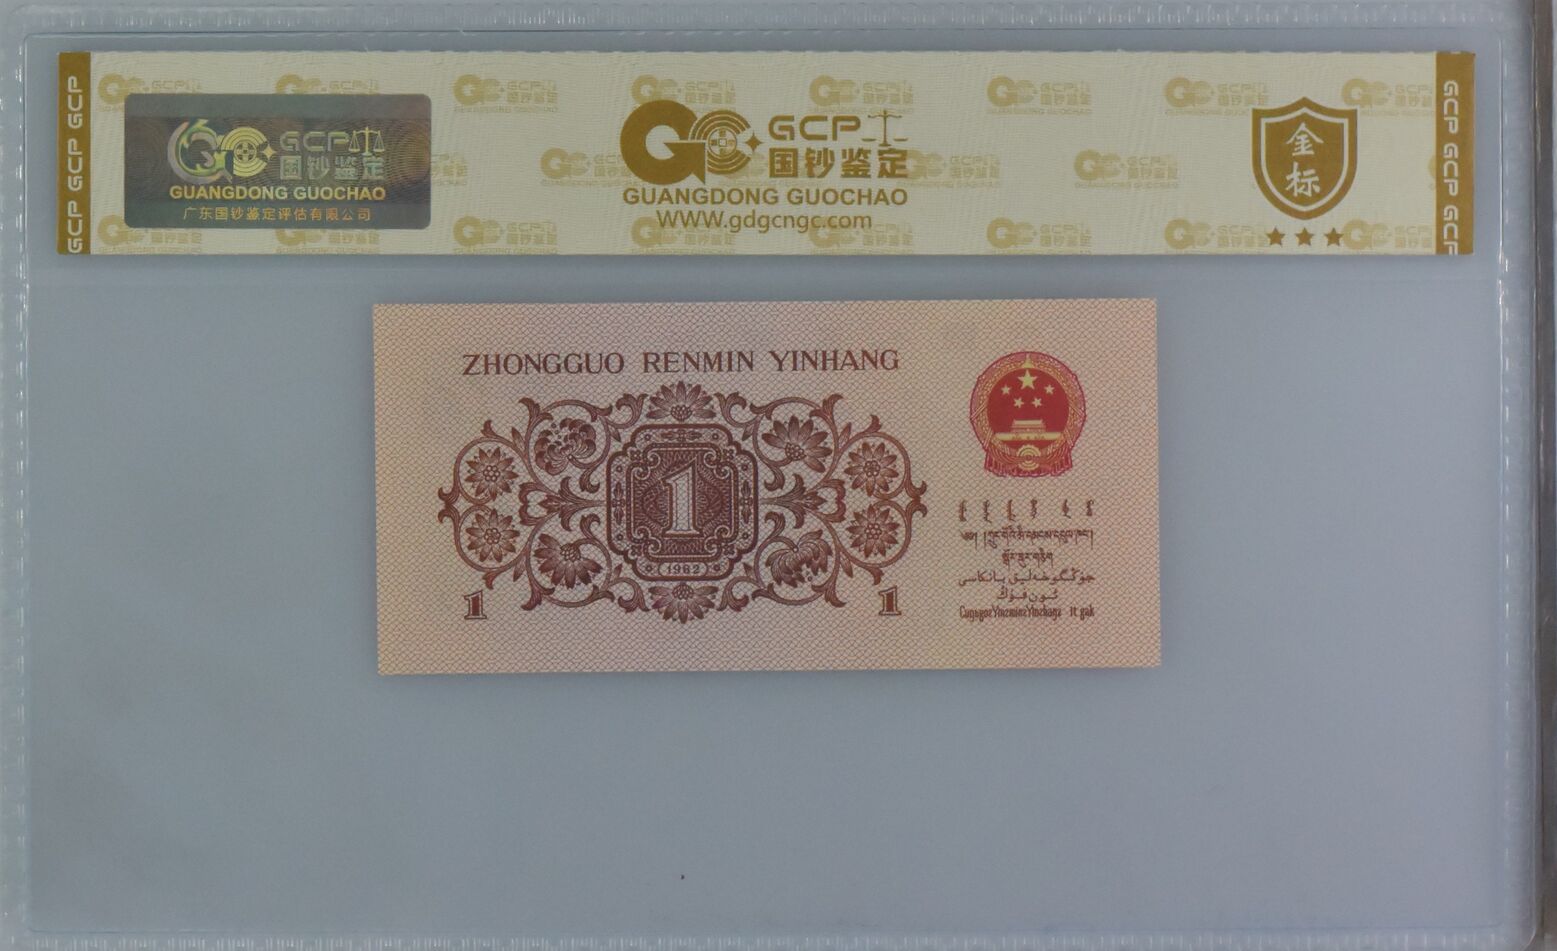 GCP GCP GCP
GCP
国钞鉴定
GUANGDONG GUOCHAO
广东国钞鉴定评估有限公司
GCP
国钞鉴定
GUANGDONG GUOCHAO
WWW.gdgcngc.com
金标
GCP GCP GCP
ZHONGGUO RENMIN YINHANG
1
1962
1
1